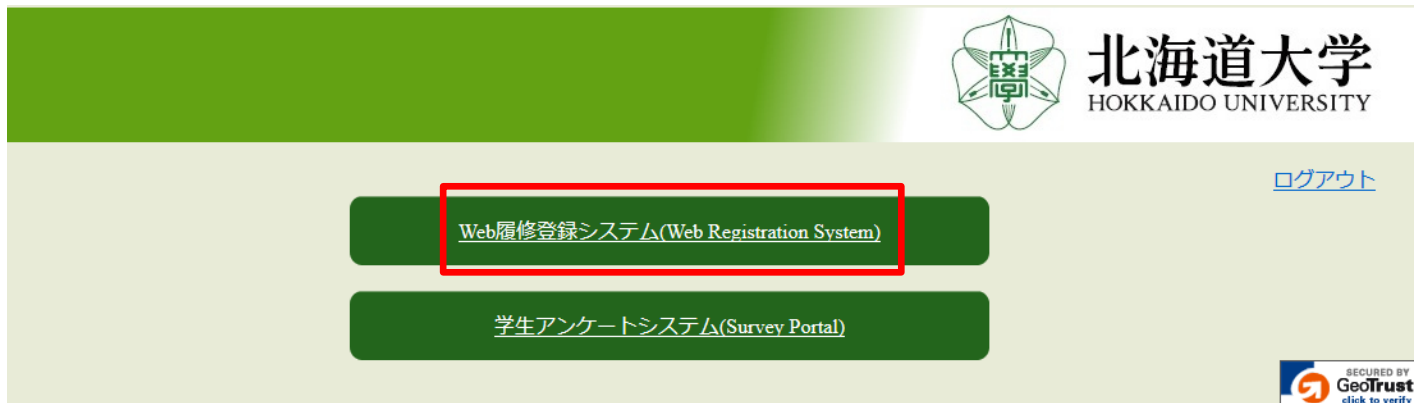 北海道大学
HOKKAIDO UNIVERSITY
ログアウト
Web履修登録システム(Web Registration System)
学生アンケートシステム(Survey Portal)
SECURED BY
GeoTrust
click to verify